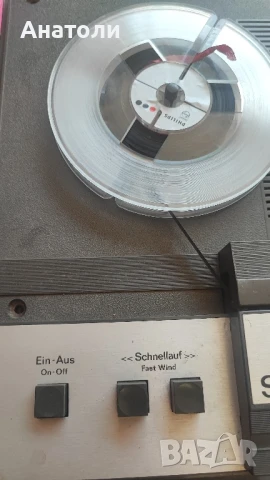 Анатоли
PHILIPS
Ein-Aus
On-Off
<< Schnellauf >>
Fast Wind
S
BAZAR